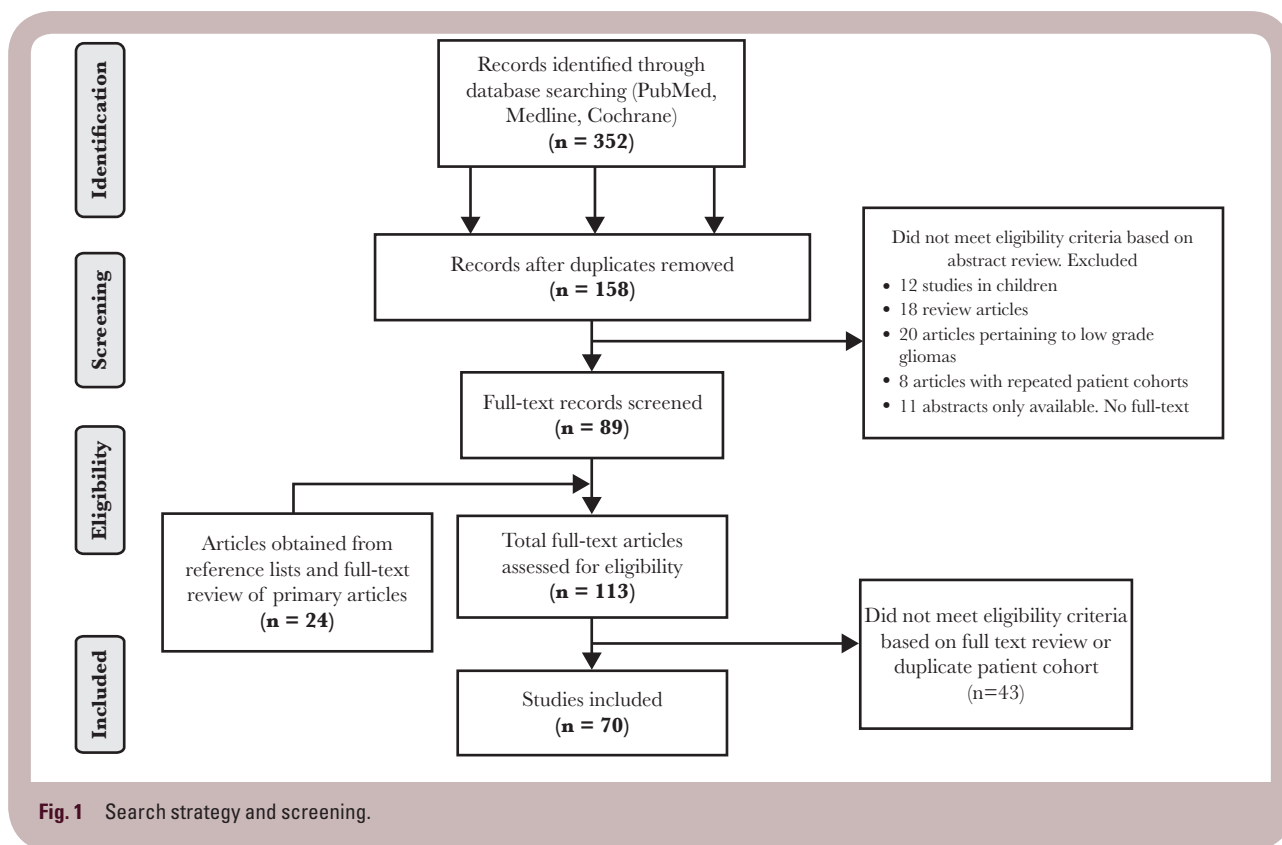 Identification
Records identified through
database searching (PubMed,
Medline, Cochrane)
(n = 352)
Screening
Records after duplicates removed
(n = 158)
Did not meet eligibility criteria based on
abstract review. Excluded
• 12 studies in children
• 18 review articles
• 20 articles pertaining to low grade
gliomas
• 8 articles with repeated patient cohorts
• 11 abstracts only available. No full-text
Full-text records screened
(n = 89)
Eligibility
Articles obtained from
reference lists and full-text
review of primary articles
(n = 24)
Total full-text articles
assessed for eligibility
(n = 113)
Did not meet eligibility criteria
based on full text review or
duplicate patient cohort
(n=43)
Included
Studies included
(n = 70)
Fig. 1 Search strategy and screening.